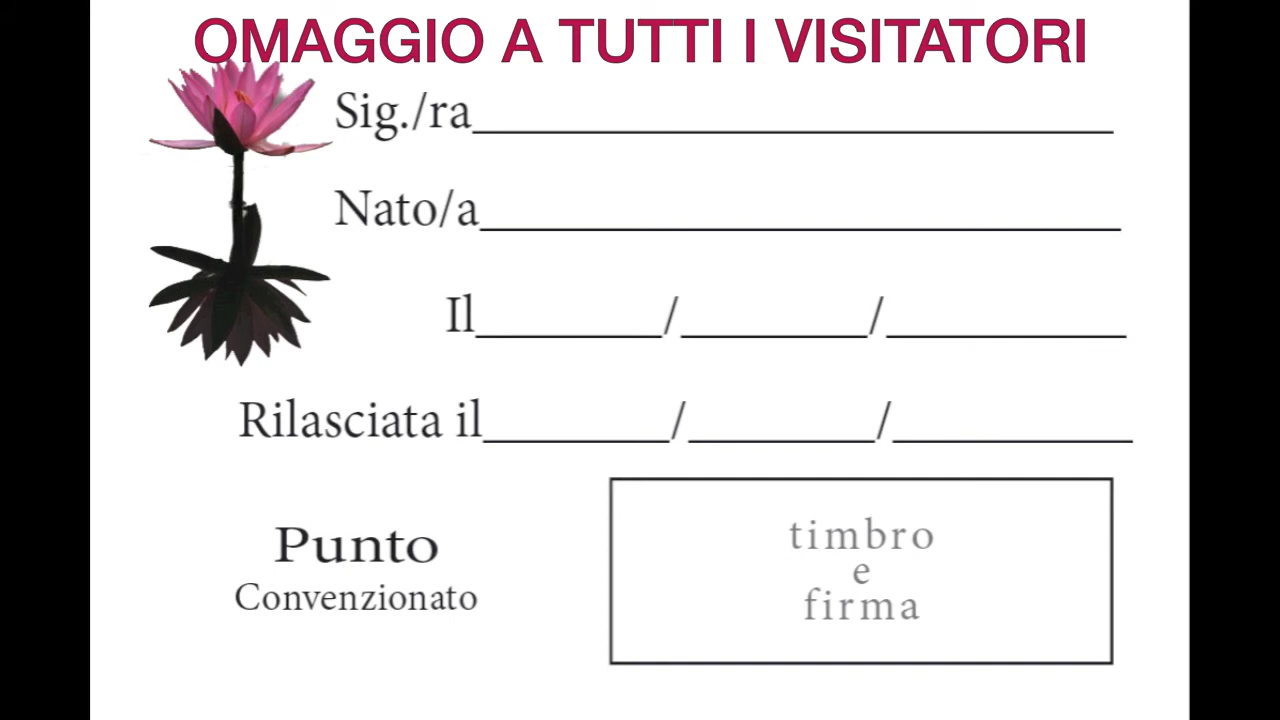 OMAGGIO A TUTTI I VISITATORI
Sig./ra
Nato/a
Il / /
Rilasciata il / /
Punto
Convenzionato
timbro
e
firma